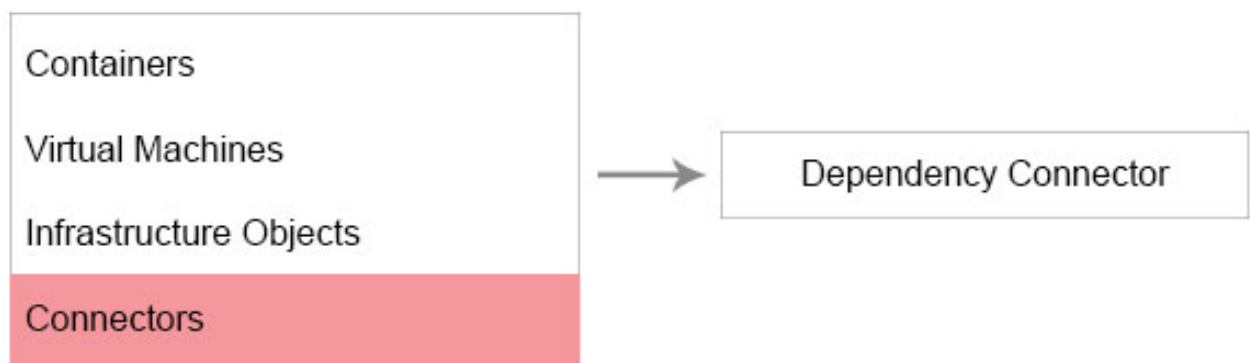 Containers
Virtual Machines
Infrastructure Objects
Connectors
Dependency Connector